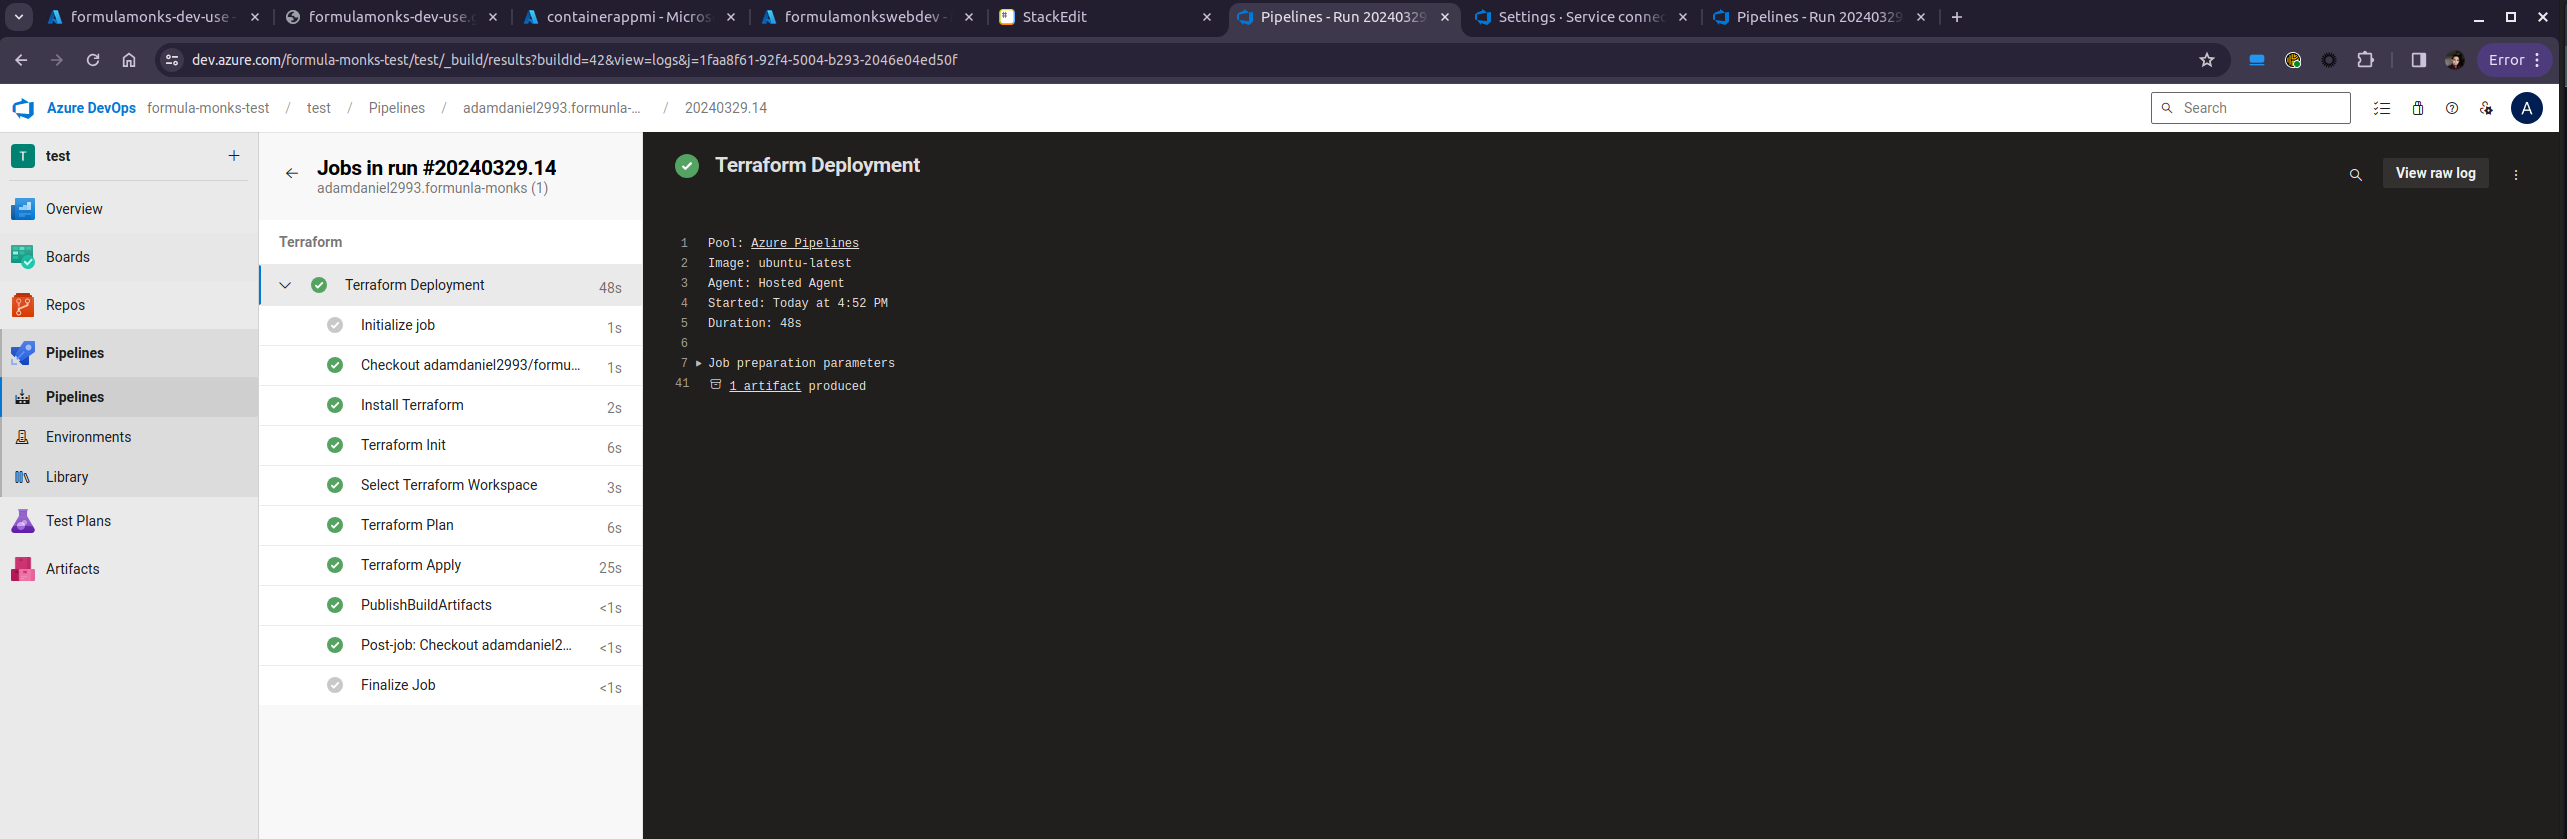 formulamonks-dev-use -
formulamonks-dev-use.
containerappmi - Micros
formulamonkswebdev -
StackEdit
Pipelines - Run 20240329
Settings · Service connec
Pipelines - Run 20240329
dev.azure.com/formula-monks-test/test/_build/results?buildId=42&view=logs&j=1faa8f61-92f4-5004-b293-2046e04ed50f
Error
Azure DevOps
formula-monks-test / test / Pipelines / adamdaniel2993.formunla-... / 20240329.14
Search
A
T
test
Overview
Boards
Repos
Pipelines
Pipelines
Environments
Library
Test Plans
Artifacts
Jobs in run #20240329.14
adamdaniel2993.formunla-monks (1)
Terraform
Terraform Deployment 48s
Initialize job 1s
Checkout adamdaniel2993/formu... 1s
Install Terraform 2s
Terraform Init 6s
Select Terraform Workspace 3s
Terraform Plan 6s
Terraform Apply 25s
PublishBuildArtifacts <1s
Post-job: Checkout adamdaniel2... <1s
Finalize Job <1s
Terraform Deployment
View raw log
1 Pool: Azure Pipelines
2 Image: ubuntu-latest
3 Agent: Hosted Agent
4 Started: Today at 4:52 PM
5 Duration: 48s
6
7 Job preparation parameters
41 1 artifact produced